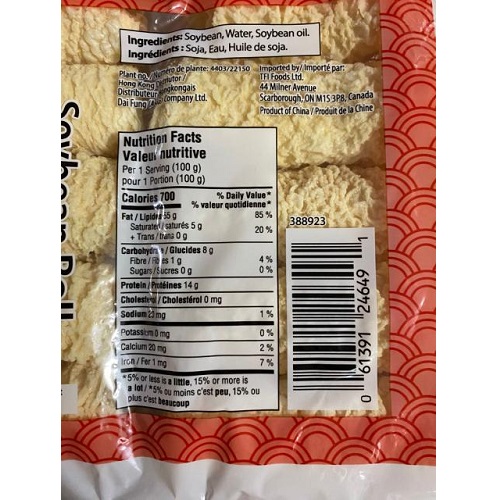 Ingredients: Soybean, Water, Soybean oil.
Ingrédients: Soja, Eau, Huile de soja.
Plant no./Numéro de plante: 4403/22150
Hong Kong
Distributeur
Dai Fung Company Ltd.
Imported by/Importé par:
TFI Foods Ltd.
44 Milner Avenue
Scarborough, ON M1S 3P8, Canada
Product of China / Produit de la Chine
Soybean Roll
Nutrition Facts
Valeur nutritive
Per 1 Serving (100 g)
pour 1 Portion (100 g)
Calories 700 % Daily Value*
% valeur quotidienne*
Fat / Lipides 55 g 85 %
Saturated / saturés 5 g
+ Trans / trans 0 g 20 %
Carbohydrate / Glucides 8 g
Fibre / Fibres 1 g 4 %
Sugars / Sucres 0 g 0 %
Protein / Protéines 14 g
Cholesterol / Cholestérol 0 mg
Sodium 23 mg 1 %
Potassium 0 mg 0 %
Calcium 20 mg 2 %
Iron / Fer 1 mg 7 %
*5% or less is a little, 15% or more is
a lot / *5% ou moins c'est peu, 15% ou
plus c'est beaucoup
388923
0 61391 24649 1